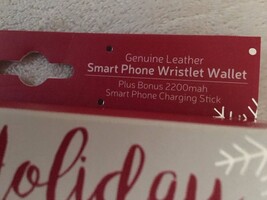 Genuine Leather
Smart Phone Wristlet Wallet
Plus Bonus 2200mah
Smart Phone Charging Stick
Holiday